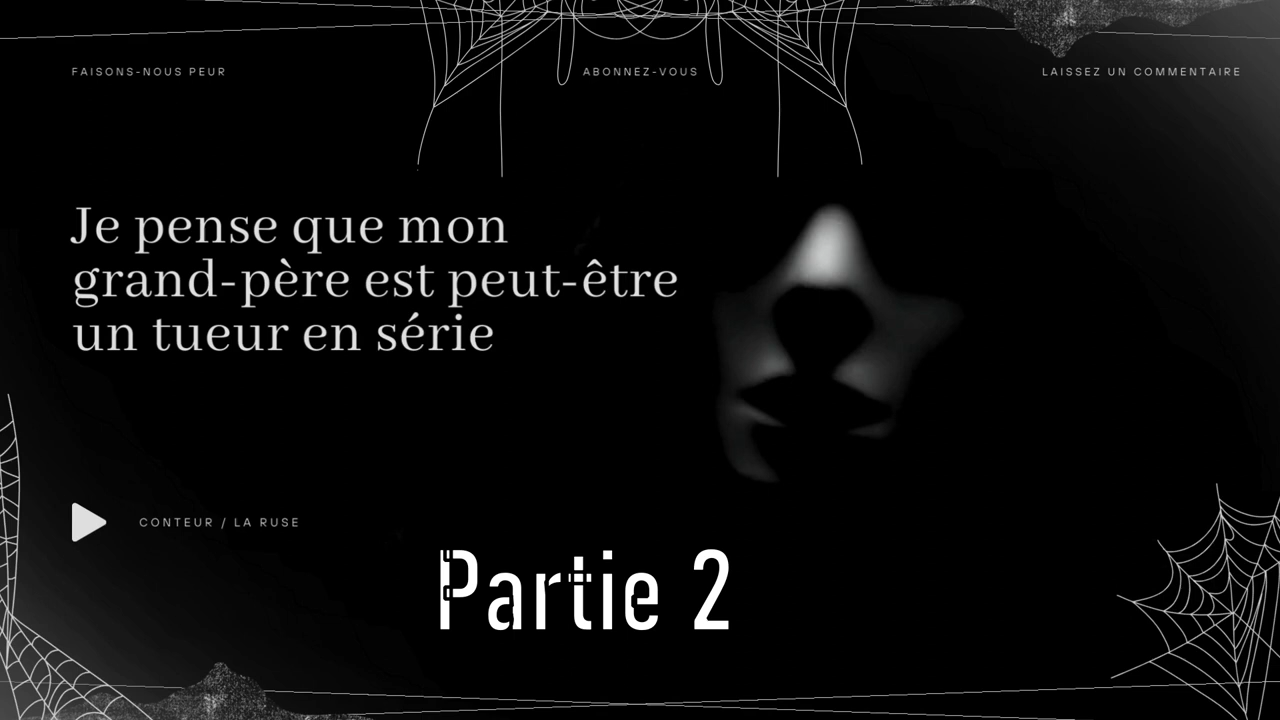 FAISONS-NOUS PEUR
ABONNEZ-VOUS
LAISSEZ UN COMMENTAIRE
Je pense que mon
grand-père est peut-être
un tueur en série
CONTEUR / LA RUSE
Partie 2